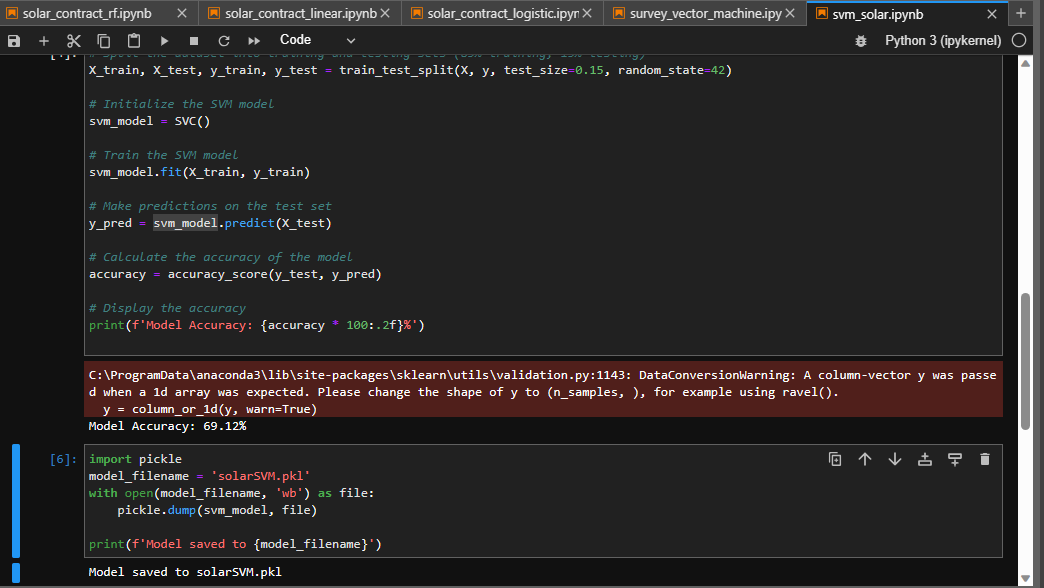 solar_contract_rf.ipynb
solar_contract_linear.ipynb
solar_contract_logistic.ipyn
survey_vector_machine.ipy
svm_solar.ipynb
Code
Python 3 (ipykernel)
X_train, X_test, y_train, y_test = train_test_split(X, y, test_size=0.15, random_state=42)
# Initialize the SVM model
svm_model = SVC()
# Train the SVM model
svm_model.fit(X_train, y_train)
# Make predictions on the test set
y_pred = svm_model.predict(X_test)
# Calculate the accuracy of the model
accuracy = accuracy_score(y_test, y_pred)
# Display the accuracy
print(f'Model Accuracy: {accuracy * 100:.2f}%')
C:\ProgramData\anaconda3\lib\site-packages\sklearn\utils\validation.py:1143: DataConversionWarning: A column-vector y was passe
d when a 1d array was expected. Please change the shape of y to (n_samples, ), for example using ravel().
y = column_or_1d(y, warn=True)
Model Accuracy: 69.12%
[6]:
import pickle
model_filename = 'solarSVM.pkl'
with open(model_filename, 'wb') as file:
    pickle.dump(svm_model, file)
print(f'Model saved to {model_filename}')
Model saved to solarSVM.pkl